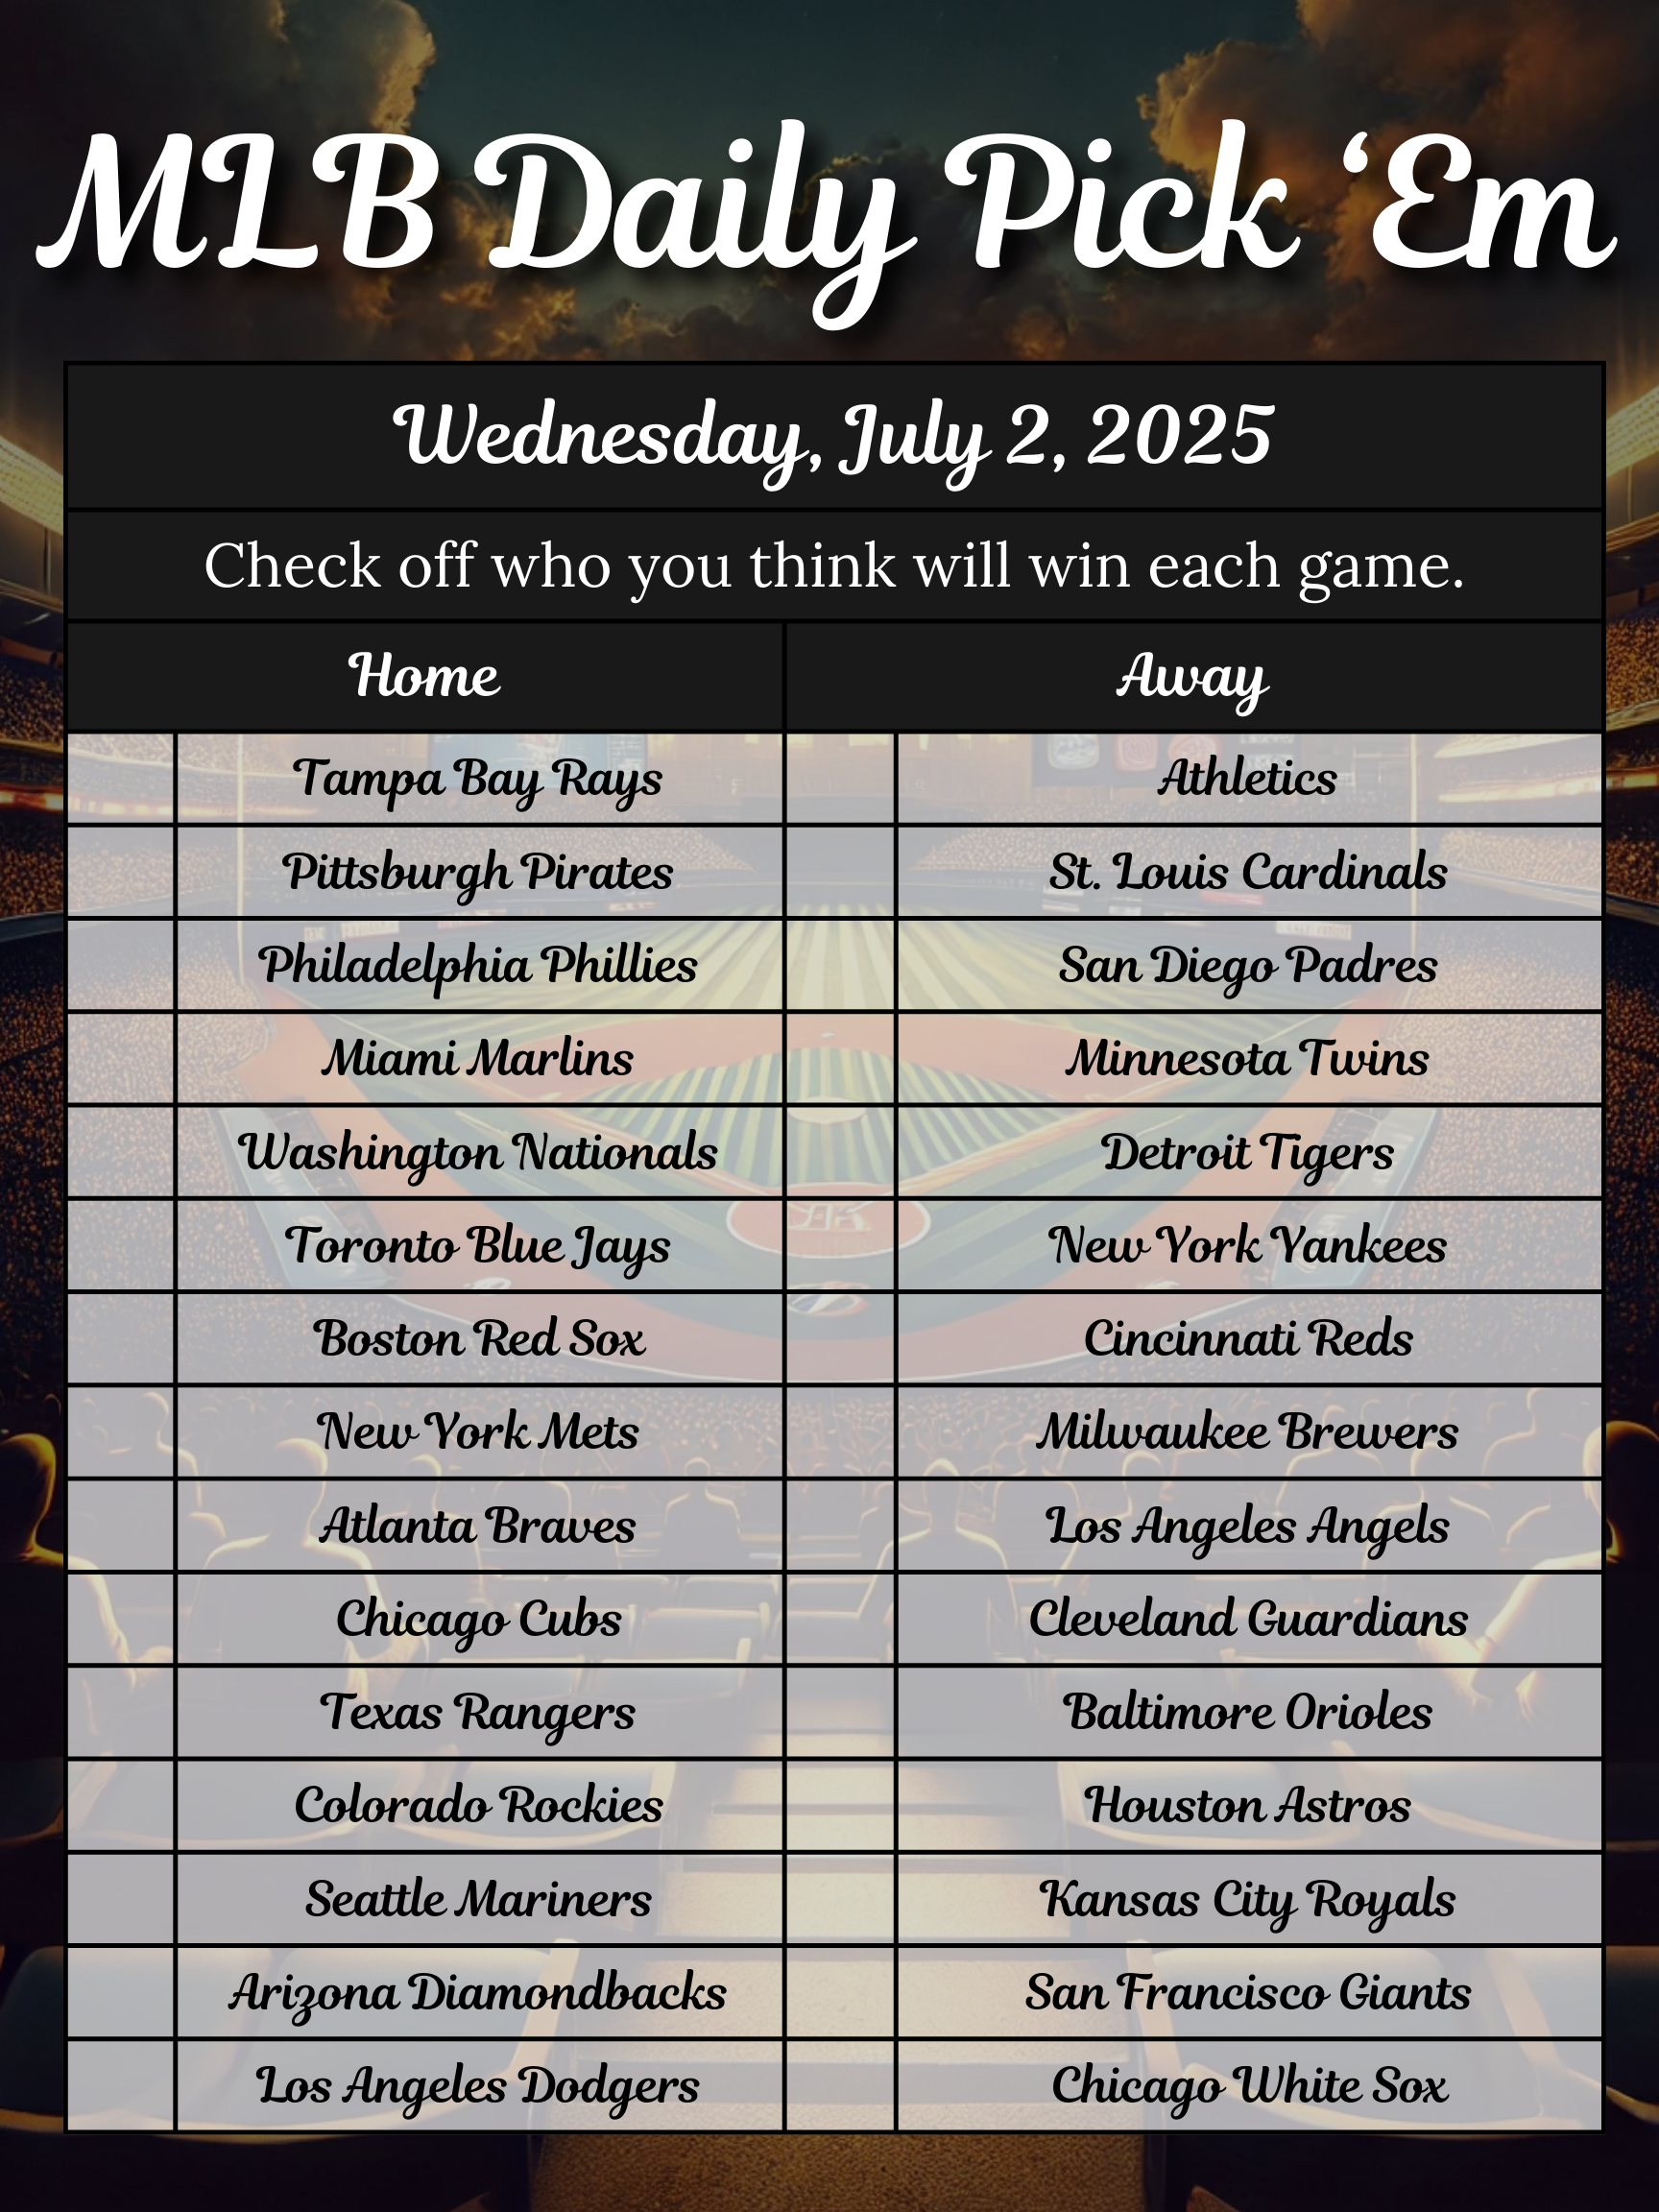 MLB Daily Pick ‘Em
Wednesday, July 2, 2025
Check off who you think will win each game.
Home Away
Tampa Bay Rays Athletics
Pittsburgh Pirates St. Louis Cardinals
Philadelphia Phillies San Diego Padres
Miami Marlins Minnesota Twins
Washington Nationals Detroit Tigers
Toronto Blue Jays New York Yankees
Boston Red Sox Cincinnati Reds
New York Mets Milwaukee Brewers
Atlanta Braves Los Angeles Angels
Chicago Cubs Cleveland Guardians
Texas Rangers Baltimore Orioles
Colorado Rockies Houston Astros
Seattle Mariners Kansas City Royals
Arizona Diamondbacks San Francisco Giants
Los Angeles Dodgers Chicago White Sox